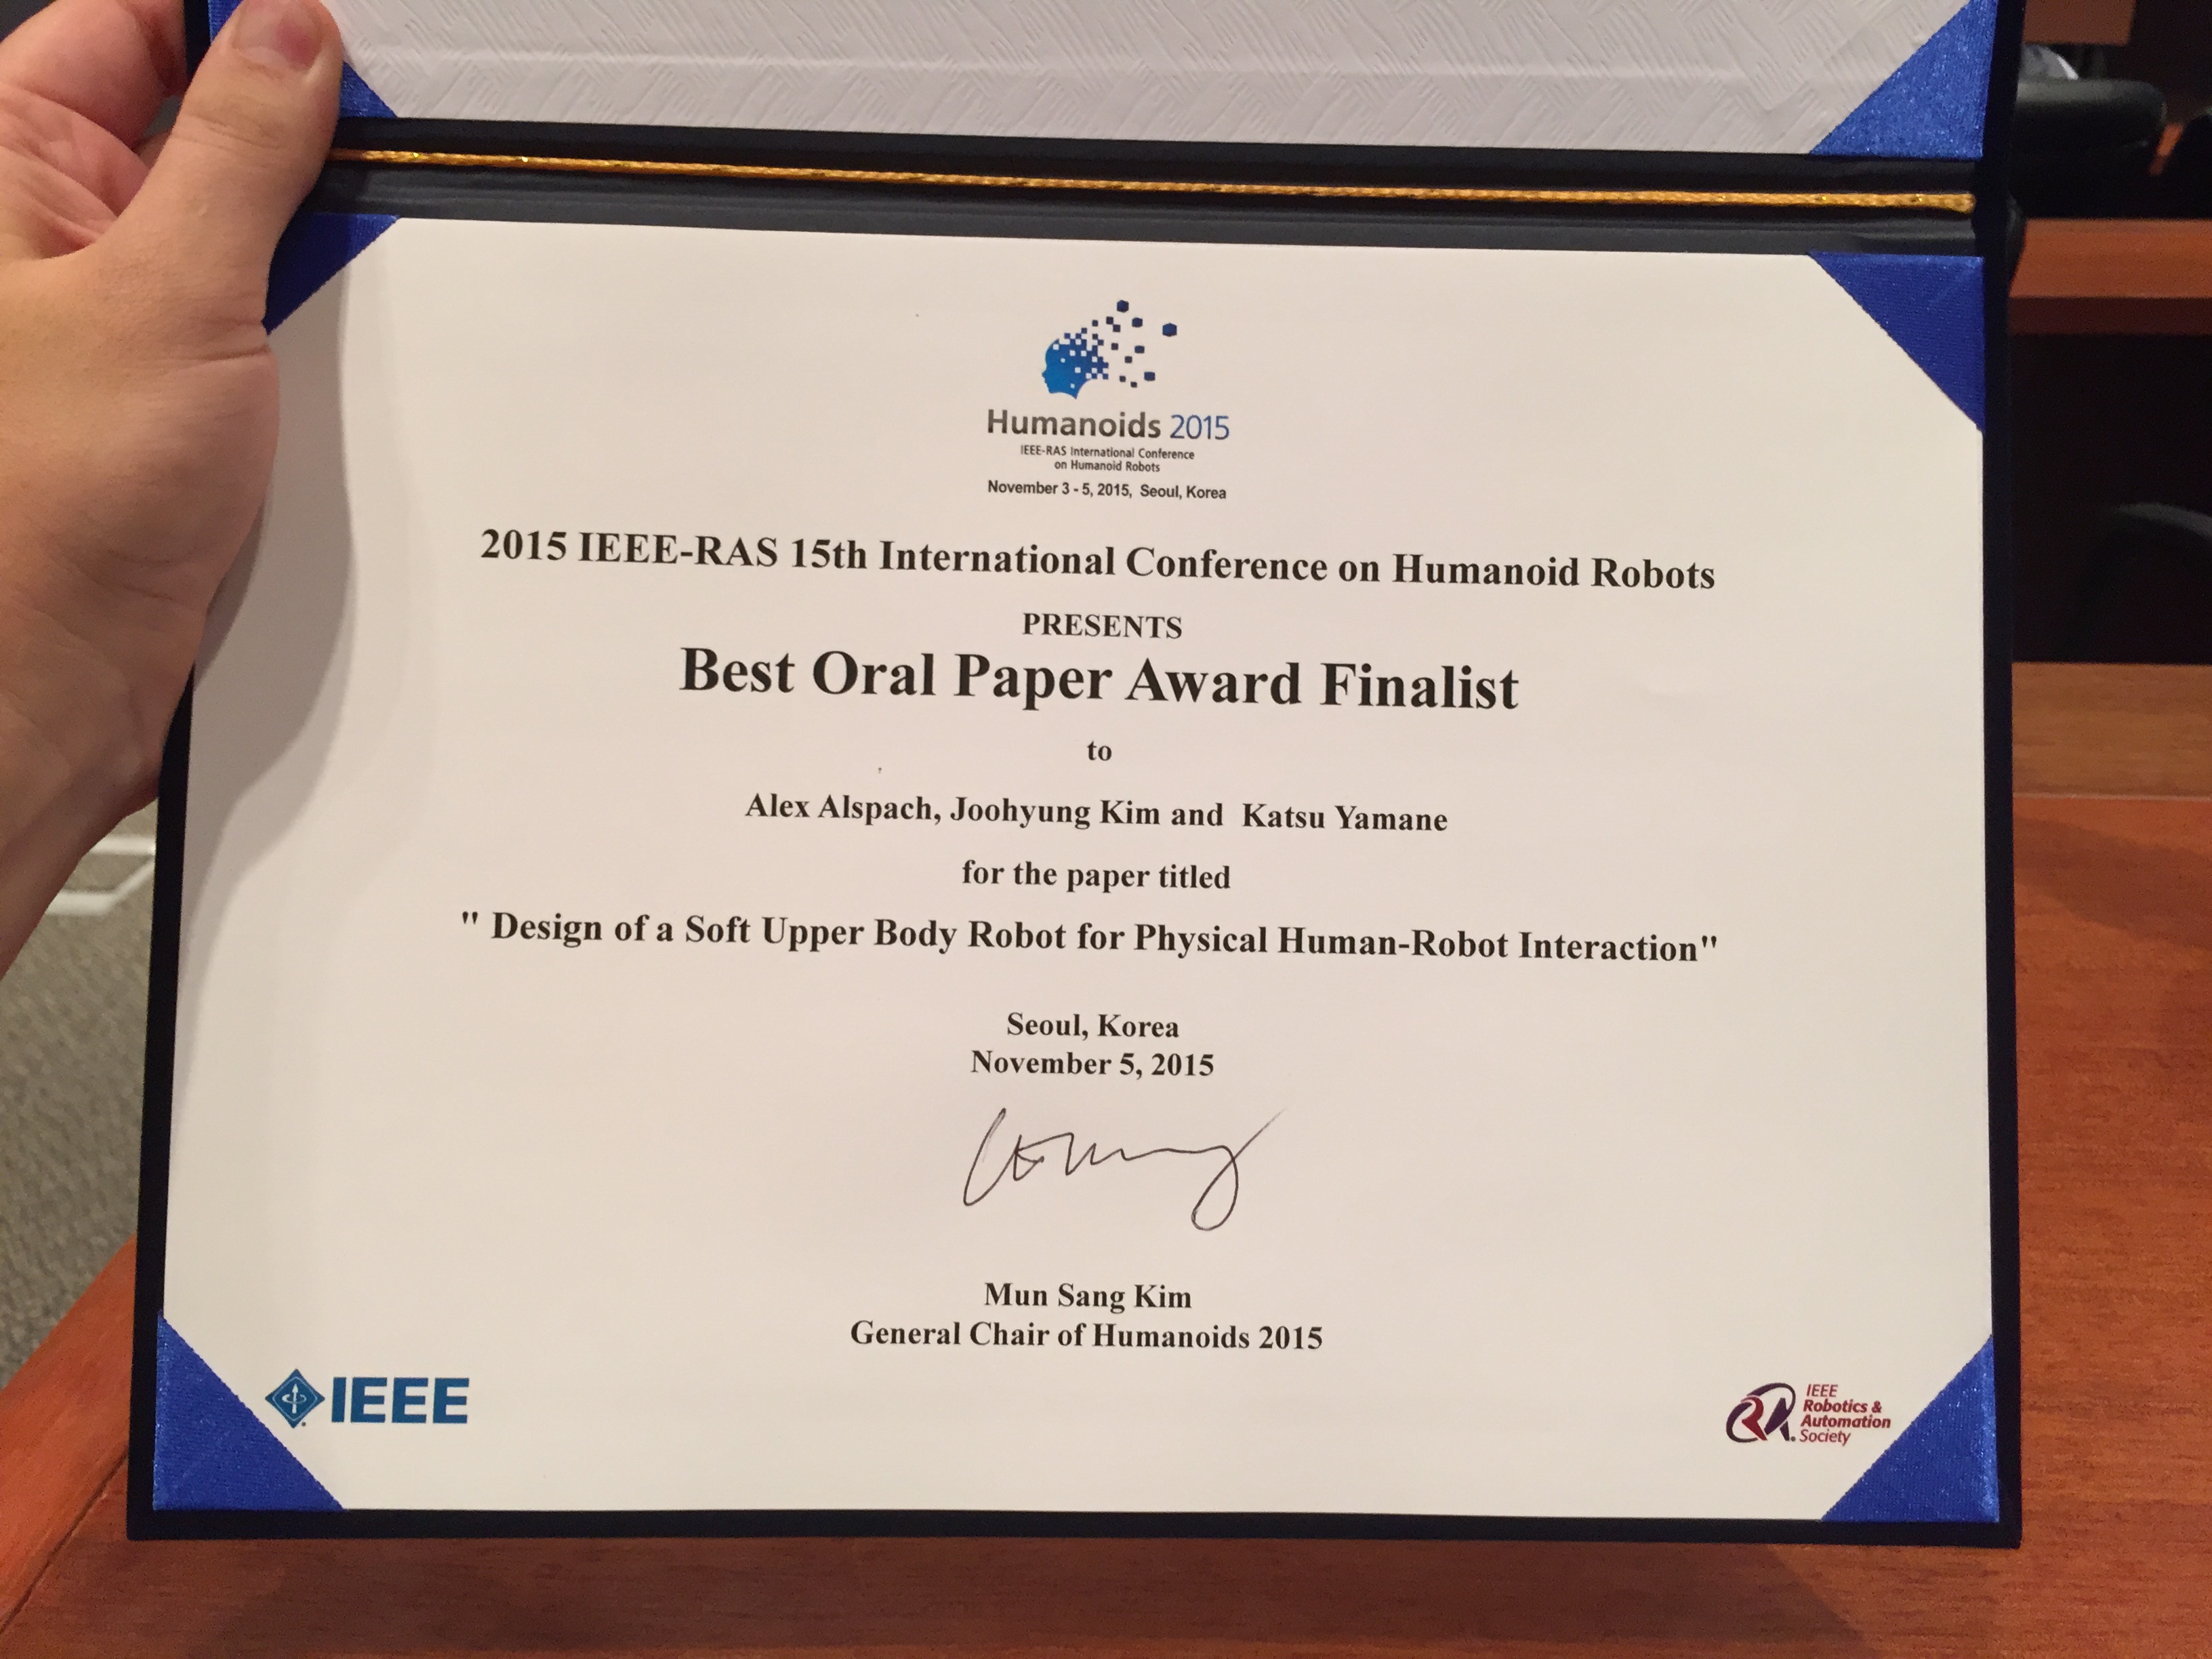 Humanoids 2015
IEEE-RAS International Conference
on Humanoid Robots
November 3 - 5, 2015, Seoul, Korea
2015 IEEE-RAS 15th International Conference on Humanoid Robots
PRESENTS
Best Oral Paper Award Finalist
to
Alex Alspach, Joohyung Kim and Katsu Yamane
for the paper titled
" Design of a Soft Upper Body Robot for Physical Human-Robot Interaction"
Seoul, Korea
November 5, 2015
Mun Sang Kim
General Chair of Humanoids 2015
IEEE
IEEE
Robotics &
Automation
Society